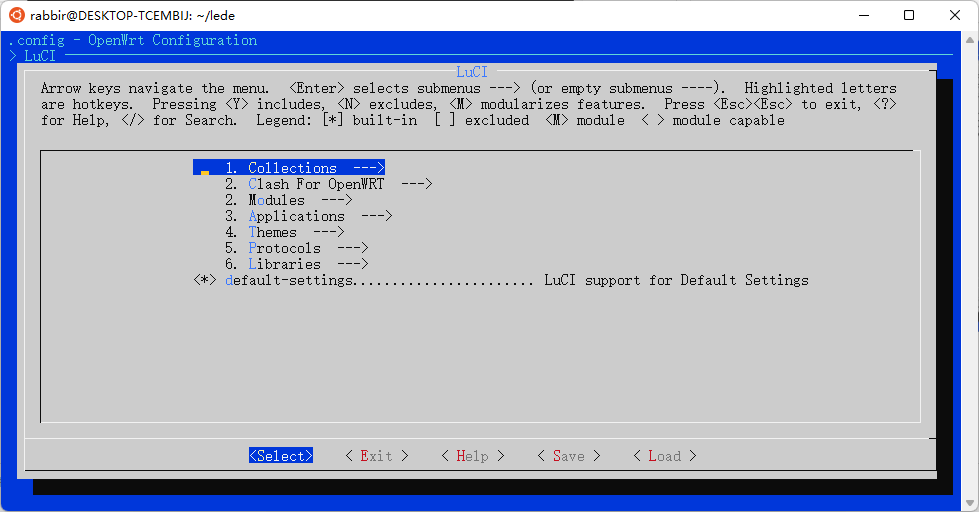 rabbir@DESKTOP-TCEMBIJ: ~/lede
.config - OpenWrt Configuration
> LuCI
LuCI
Arrow keys navigate the menu.  <Enter> selects submenus ---> (or empty submenus ----).  Highlighted letters
are hotkeys.  Pressing <Y> includes, <N> excludes, <M> modularizes features.  Press <Esc><Esc> to exit, <?>
for Help, </> for Search.  Legend: [*] built-in  [ ] excluded  <M> module  < > module capable
1. Collections  --->
2. Clash For OpenWRT  --->
2. Modules  --->
3. Applications  --->
4. Themes  --->
5. Protocols  --->
6. Libraries  --->
<*> default-settings....................... LuCI support for Default Settings
<Select>    < Exit >    < Help >    < Save >    < Load >